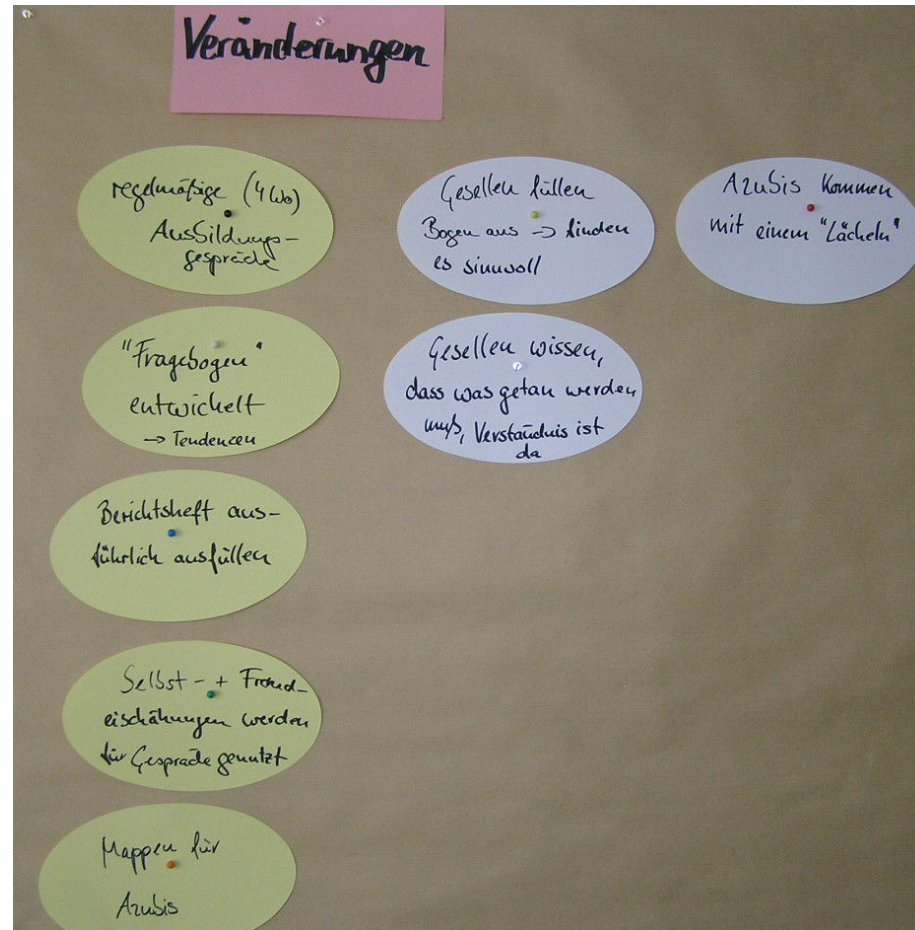 Veränderungen
regelmäßige (4 Wo)
Ausbildungs-
gespräche
"Fragebogen"
entwickelt
→ Tendenzen
Berichtsheft aus-
führlich ausfüllen
Selbst- + Fremd-
eischätzungen werden
für Gespräche genutzt
Mappen für
Azubis
Gesellen füllen
Bogen aus → finden
es sinnvoll
Gesellen wissen,
dass was getan werden
muß, Verständnis ist
da
Azubis kommen
mit einem "Lächeln"